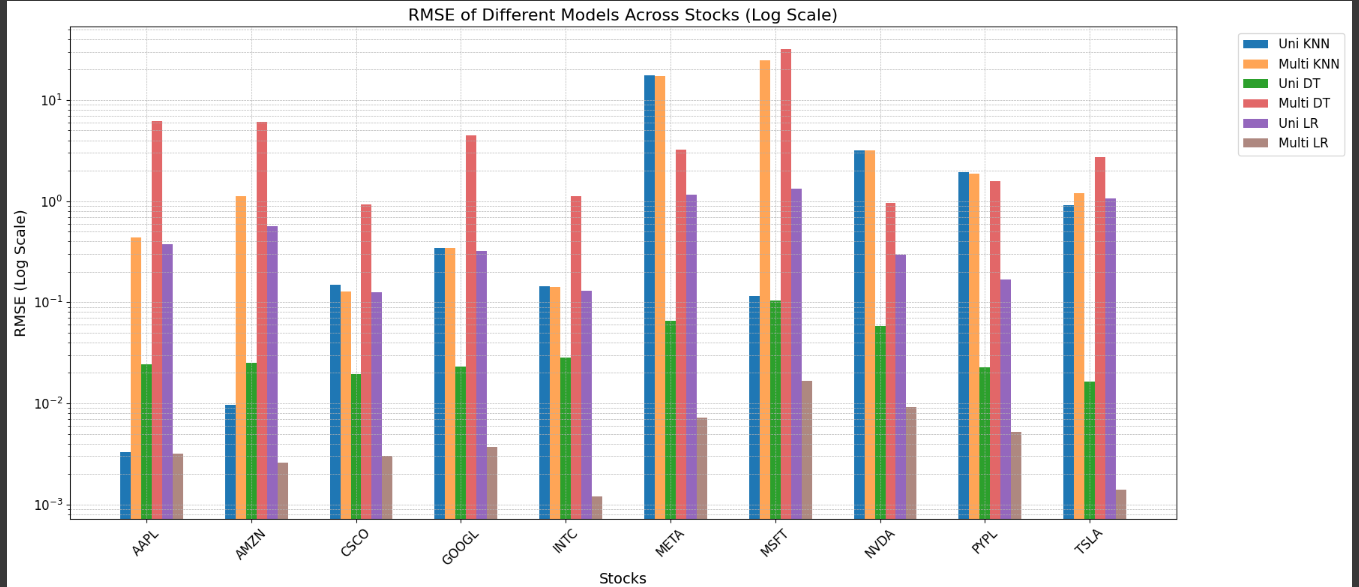 RMSE of Different Models Across Stocks (Log Scale)
Uni KNN
Multi KNN
Uni DT
Multi DT
Uni LR
Multi LR
RMSE (Log Scale)
10¹
10⁰
10⁻¹
10⁻²
10⁻³
AAPL
AMZN
CSCO
GOOGL
INTC
META
MSFT
NVDA
PYPL
TSLA
Stocks